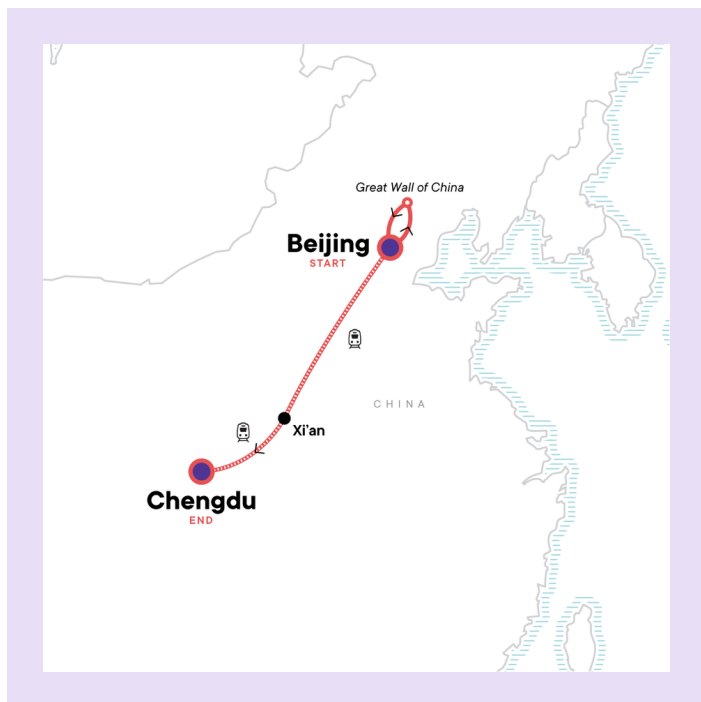 Great Wall of China
Beijing
START
CHINA
Xi'an
Chengdu
END